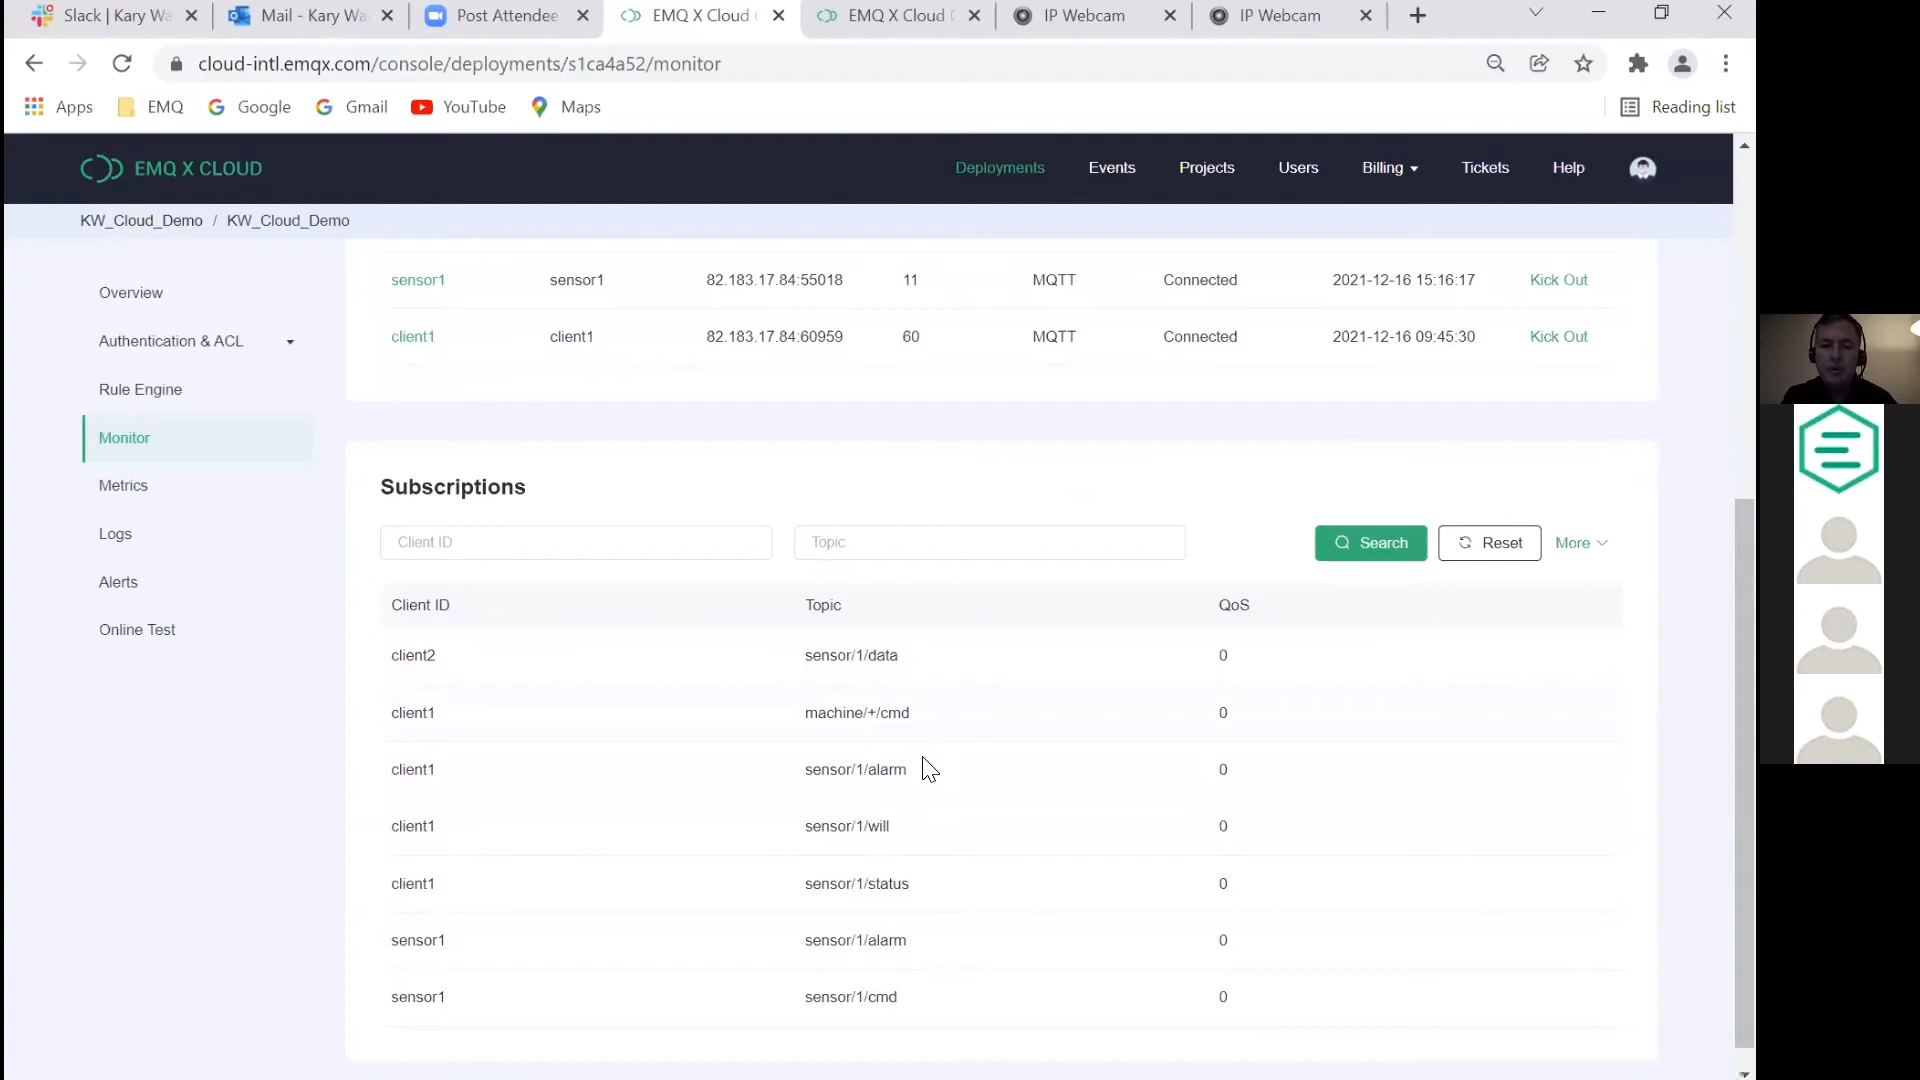 Slack | Kary Wa
Mail - Kary Wa
Post Attendee
EMQ X Cloud
EMQ X Cloud
IP Webcam
IP Webcam
cloud-intl.emqx.com/console/deployments/s1ca4a52/monitor
Apps EMQ Google Gmail YouTube Maps Reading list
EMQ X CLOUD Deployments Events Projects Users Billing Tickets Help
KW_Cloud_Demo / KW_Cloud_Demo
Overview
Authentication & ACL
Rule Engine
Monitor
Metrics
Logs
Alerts
Online Test
sensor1 sensor1 82.183.17.84:55018 11 MQTT Connected 2021-12-16 15:16:17 Kick Out
client1 client1 82.183.17.84:60959 60 MQTT Connected 2021-12-16 09:45:30 Kick Out
Subscriptions
Client ID Topic Search Reset More
Client ID Topic QoS
client2 sensor/1/data 0
client1 machine/+/cmd 0
client1 sensor/1/alarm 0
client1 sensor/1/will 0
client1 sensor/1/status 0
sensor1 sensor/1/alarm 0
sensor1 sensor/1/cmd 0